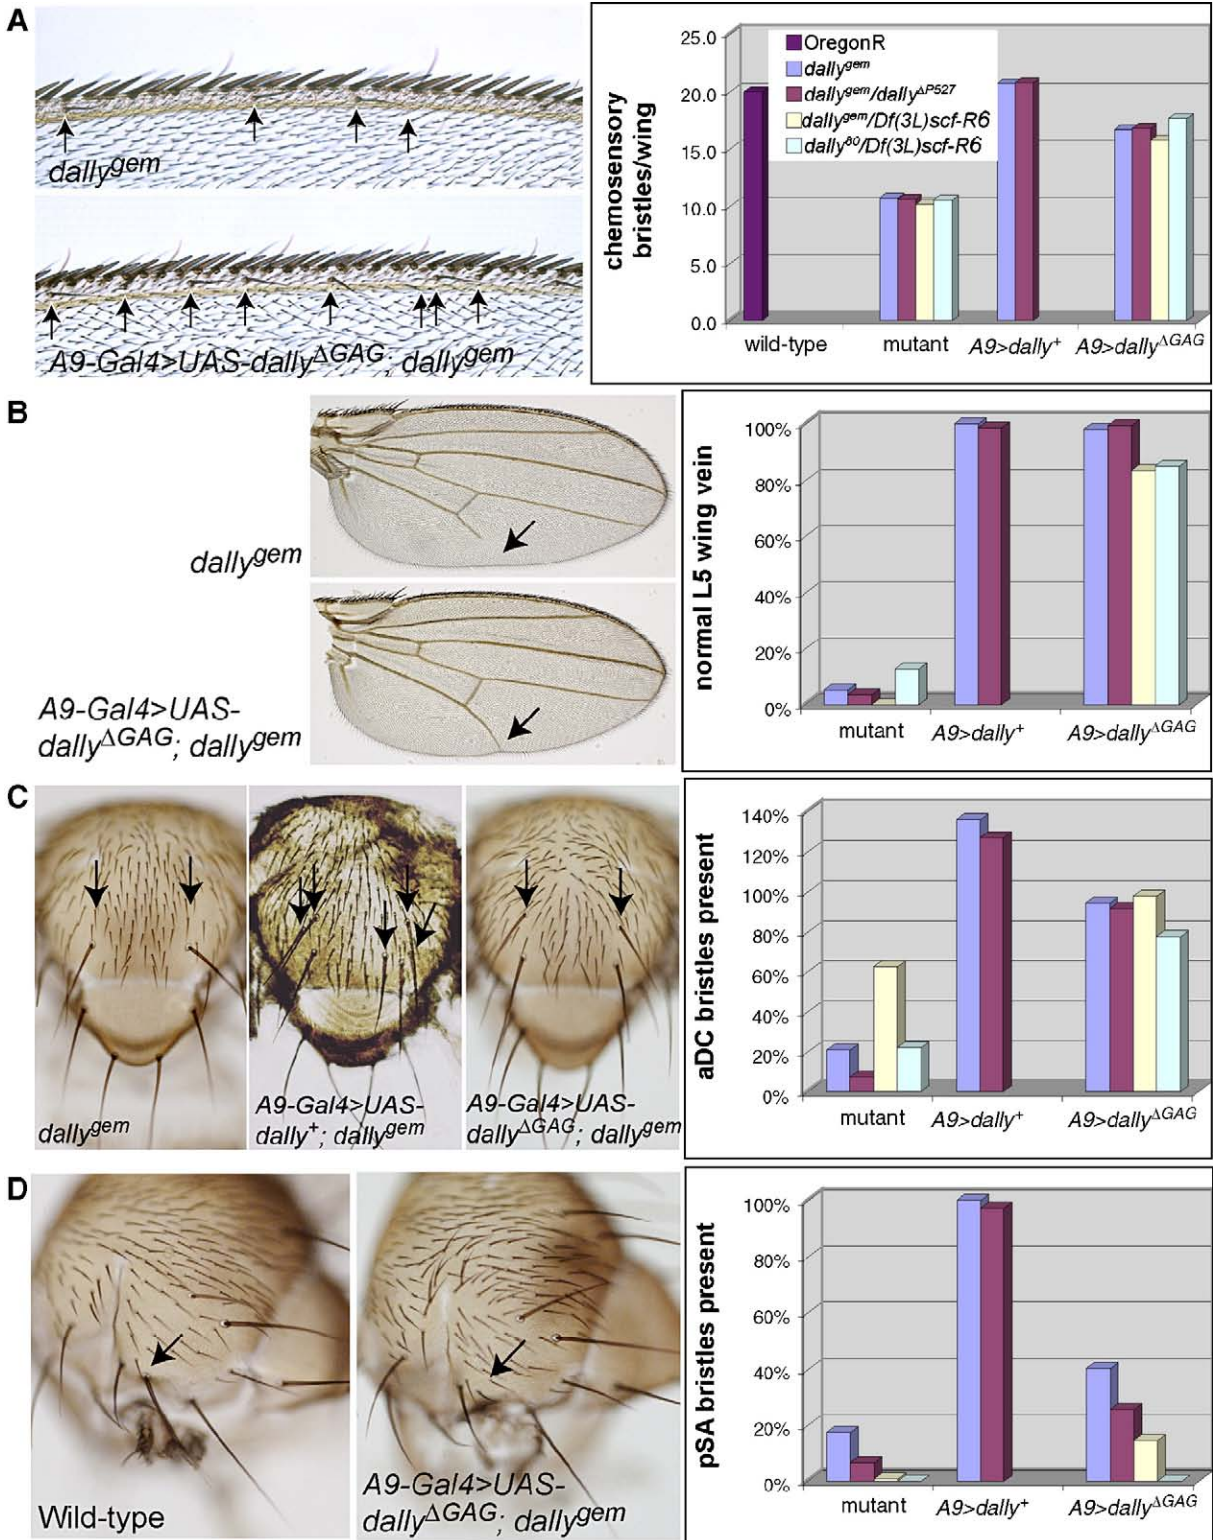 A
dally^gem
A9-Gal4>UAS-dally^ΔGAG; dally^gem
chemosensory
bristles/wing
25.0
20.0
15.0
10.0
5.0
0.0
OregonR
dally^gem
dally^gem/dally^ΔP527
dally^gem/Df(3L)scf-R6
dally^80/Df(3L)scf-R6
wild-type mutant A9>dally^+ A9>dally^ΔGAG
B
dally^gem
A9-Gal4>UAS-
dally^ΔGAG; dally^gem
normal L5 wing vein
100%
80%
60%
40%
20%
0%
mutant A9>dally^+ A9>dally^ΔGAG
C
dally^gem
A9-Gal4>UAS-
dally^+; dally^gem
A9-Gal4>UAS-
dally^ΔGAG; dally^gem
aDC bristles present
140%
120%
100%
80%
60%
40%
20%
0%
mutant A9>dally^+ A9>dally^ΔGAG
D
Wild-type
A9-Gal4>UAS-
dally^ΔGAG; dally^gem
pSA bristles present
100%
80%
60%
40%
20%
0%
mutant A9>dally^+ A9>dally^ΔGAG